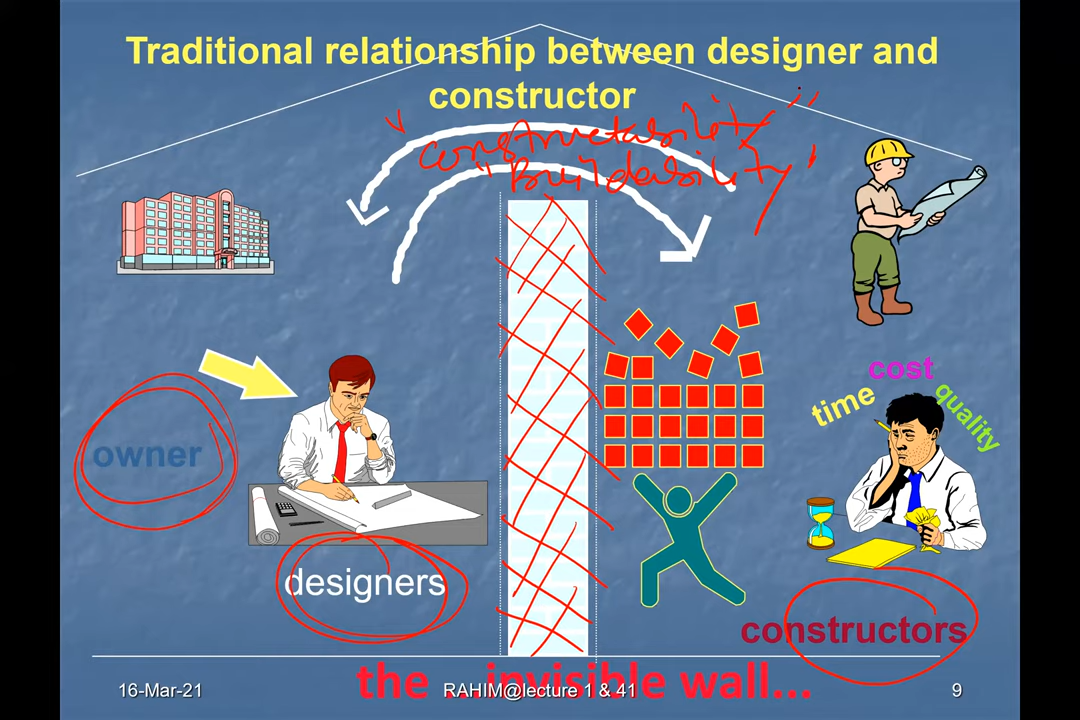 Traditional relationship between designer and
constructor
"constructability"
"Buildability"
cost
time
quality
owner
designers
constructors
the invisible wall...
16-Mar-21
RAHIM@lecture 1 & 41
9